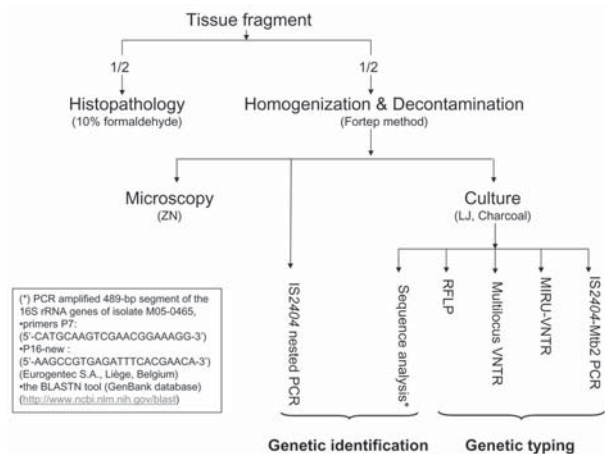 Tissue fragment
1/2
1/2
Histopathology
(10% formaldehyde)
Homogenization & Decontamination
(Fortep method)
Microscopy
(ZN)
Culture
(LJ, Charcoal)
IS2404 nested PCR
Sequence analysis*
RFLP
Multilocus VNTR
MIRU-VNTR
IS2404-Mtb2 PCR
(*) PCR amplified 489-bp segment of the
16S rRNA genes of isolate M05-0465,
•primers P7:
(5'-CATGCAAGTCGAACGGAAAGG-3')
•P16-new :
(5'-AAGCCGTGAGATTTCACGAACA-3')
(Eurogentec S.A., Liège, Belgium)
•the BLASTN tool (GenBank database)
(http://www.ncbi.nlm.nih.gov/blast)
Genetic identification
Genetic typing